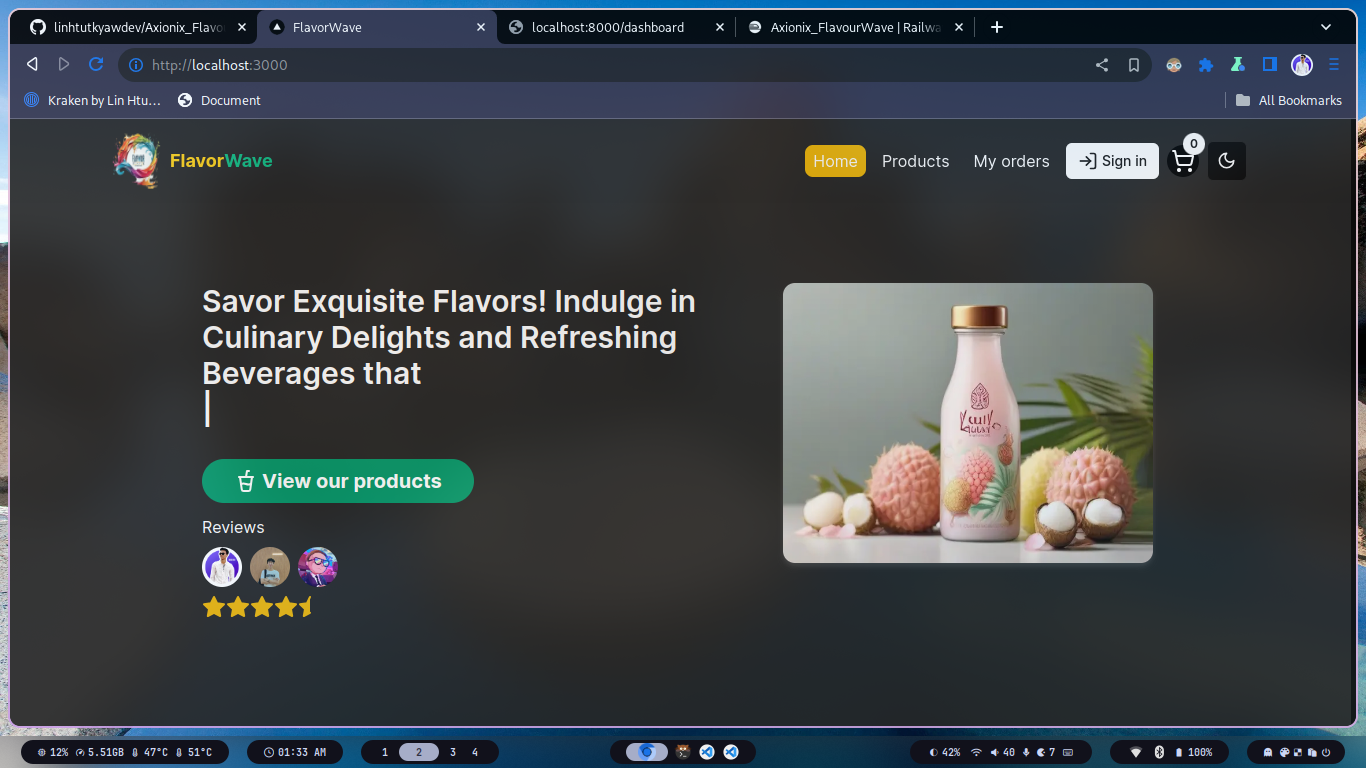 linhtutkyawdev/Axionix_Flavo
FlavorWave
localhost:8000/dashboard
Axionix_FlavourWave | Railwa
http://localhost:3000
Kraken by Lin Htu...
Document
All Bookmarks
FlavorWave
Home
Products
My orders
Sign in
0
Savor Exquisite Flavors! Indulge in
Culinary Delights and Refreshing
Beverages that
View our products
Reviews
12%
5.51GB
47°C
51°C
01:33 AM
1
2
3
4
42%
40
7
100%